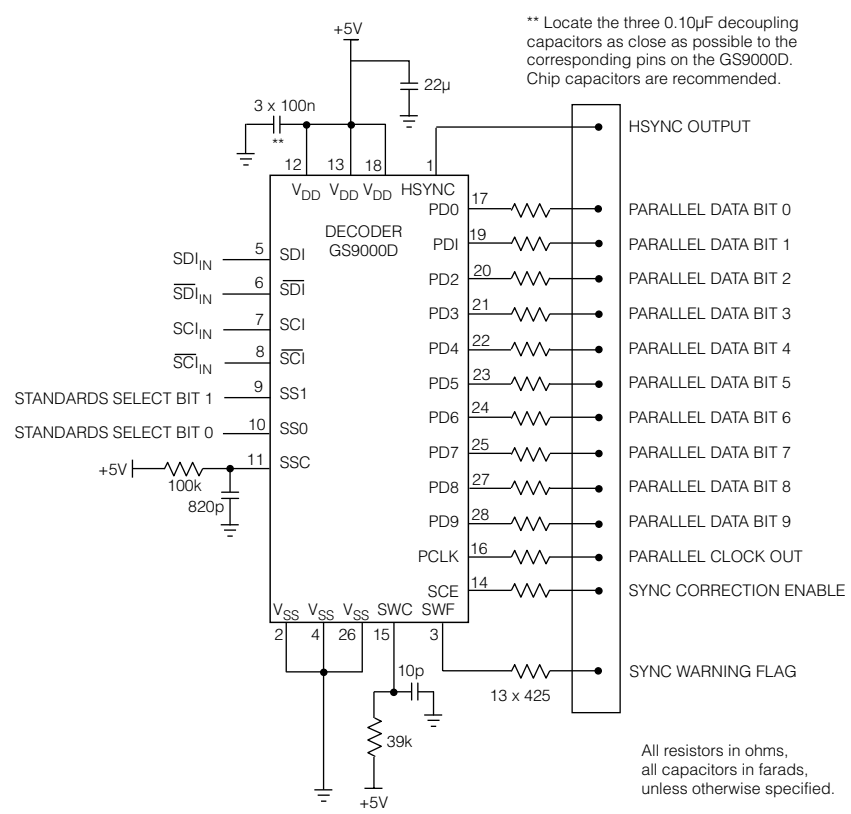 ** Locate the three 0.10µF decoupling
capacitors as close as possible to the
corresponding pins on the GS9000D.
Chip capacitors are recommended.
+5V
22µ
3 x 100n
**
12
13
18
1
VDD
VDD
VDD
HSYNC
HSYNC OUTPUT
DECODER
GS9000D
PD0
17
PARALLEL DATA BIT 0
PDI
19
PARALLEL DATA BIT 1
PD2
20
PARALLEL DATA BIT 2
PD3
21
PARALLEL DATA BIT 3
PD4
22
PARALLEL DATA BIT 4
PD5
23
PARALLEL DATA BIT 5
PD6
24
PARALLEL DATA BIT 6
PD7
25
PARALLEL DATA BIT 7
PD8
27
PARALLEL DATA BIT 8
PD9
28
PARALLEL DATA BIT 9
PCLK
16
PARALLEL CLOCK OUT
SCE
14
SYNC CORRECTION ENABLE
SDIIN
5
SDI
S̅D̅I̅IN
6
S̅D̅I̅
SCIIN
7
SCI
S̅C̅I̅IN
8
S̅C̅I̅
STANDARDS SELECT BIT 1
9
SS1
STANDARDS SELECT BIT 0
10
SS0
+5V
100k
11
SSC
820p
VSS
VSS
VSS
SWC
SWF
2
4
26
15
3
10p
39k
+5V
SYNC WARNING FLAG
13 x 425
All resistors in ohms,
all capacitors in farads,
unless otherwise specified.